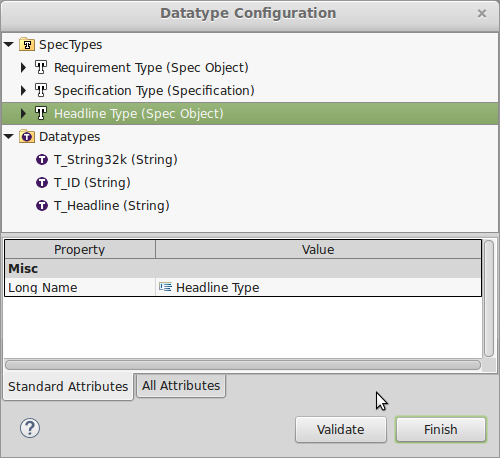 Datatype Configuration
SpecTypes
Requirement Type (Spec Object)
Specification Type (Specification)
Headline Type (Spec Object)
Datatypes
T_String32k (String)
T_ID (String)
T_Headline (String)
Property Value
Misc
Long Name Headline Type
Standard Attributes All Attributes
? Validate Finish